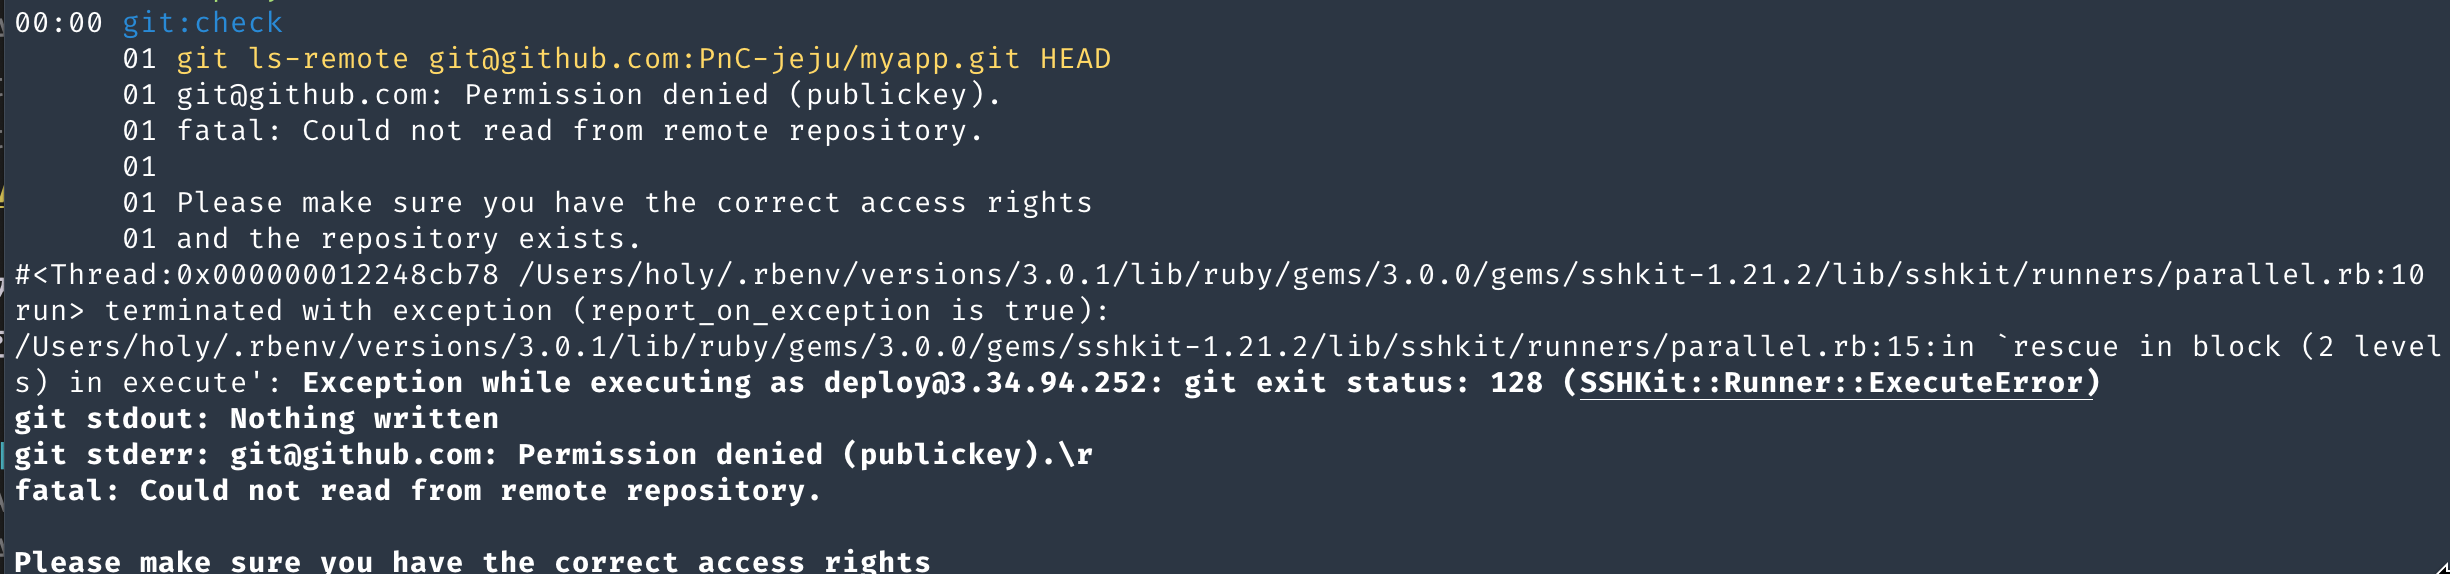 00:00 git:check
01 git ls-remote git@github.com:PnC-jeju/myapp.git HEAD
01 git@github.com: Permission denied (publickey).
01 fatal: Could not read from remote repository.
01
01 Please make sure you have the correct access rights
01 and the repository exists.
#<Thread:0x000000012248cb78 /Users/holy/.rbenv/versions/3.0.1/lib/ruby/gems/3.0.0/gems/sshkit-1.21.2/lib/sshkit/runners/parallel.rb:10
run> terminated with exception (report_on_exception is true):
/Users/holy/.rbenv/versions/3.0.1/lib/ruby/gems/3.0.0/gems/sshkit-1.21.2/lib/sshkit/runners/parallel.rb:15:in `rescue in block (2 level
s) in execute': Exception while executing as deploy@3.34.94.252: git exit status: 128 (SSHKit::Runner::ExecuteError)
git stdout: Nothing written
git stderr: git@github.com: Permission denied (publickey).\r
fatal: Could not read from remote repository.
Please make sure you have the correct access rights